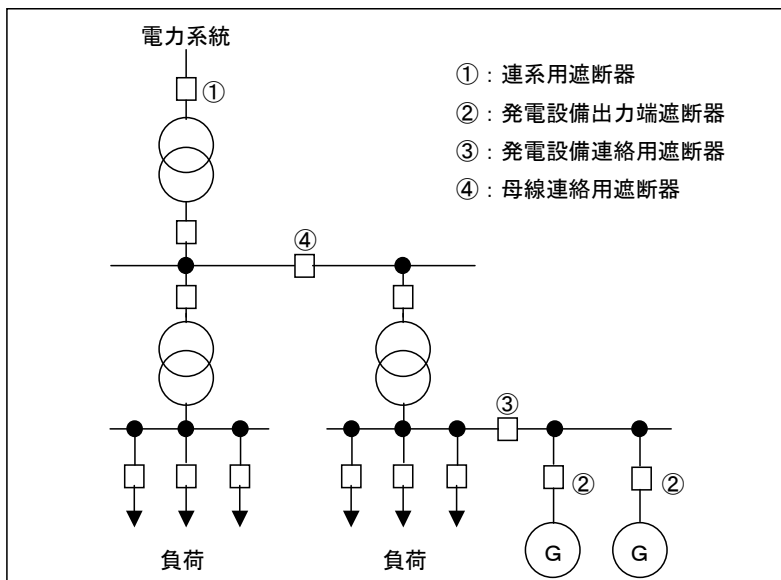 電力系統
①
①：連系用遮断器
②：発電設備出力端遮断器
③：発電設備連絡用遮断器
④：母線連絡用遮断器
④
③
②
②
負荷
負荷
G
G